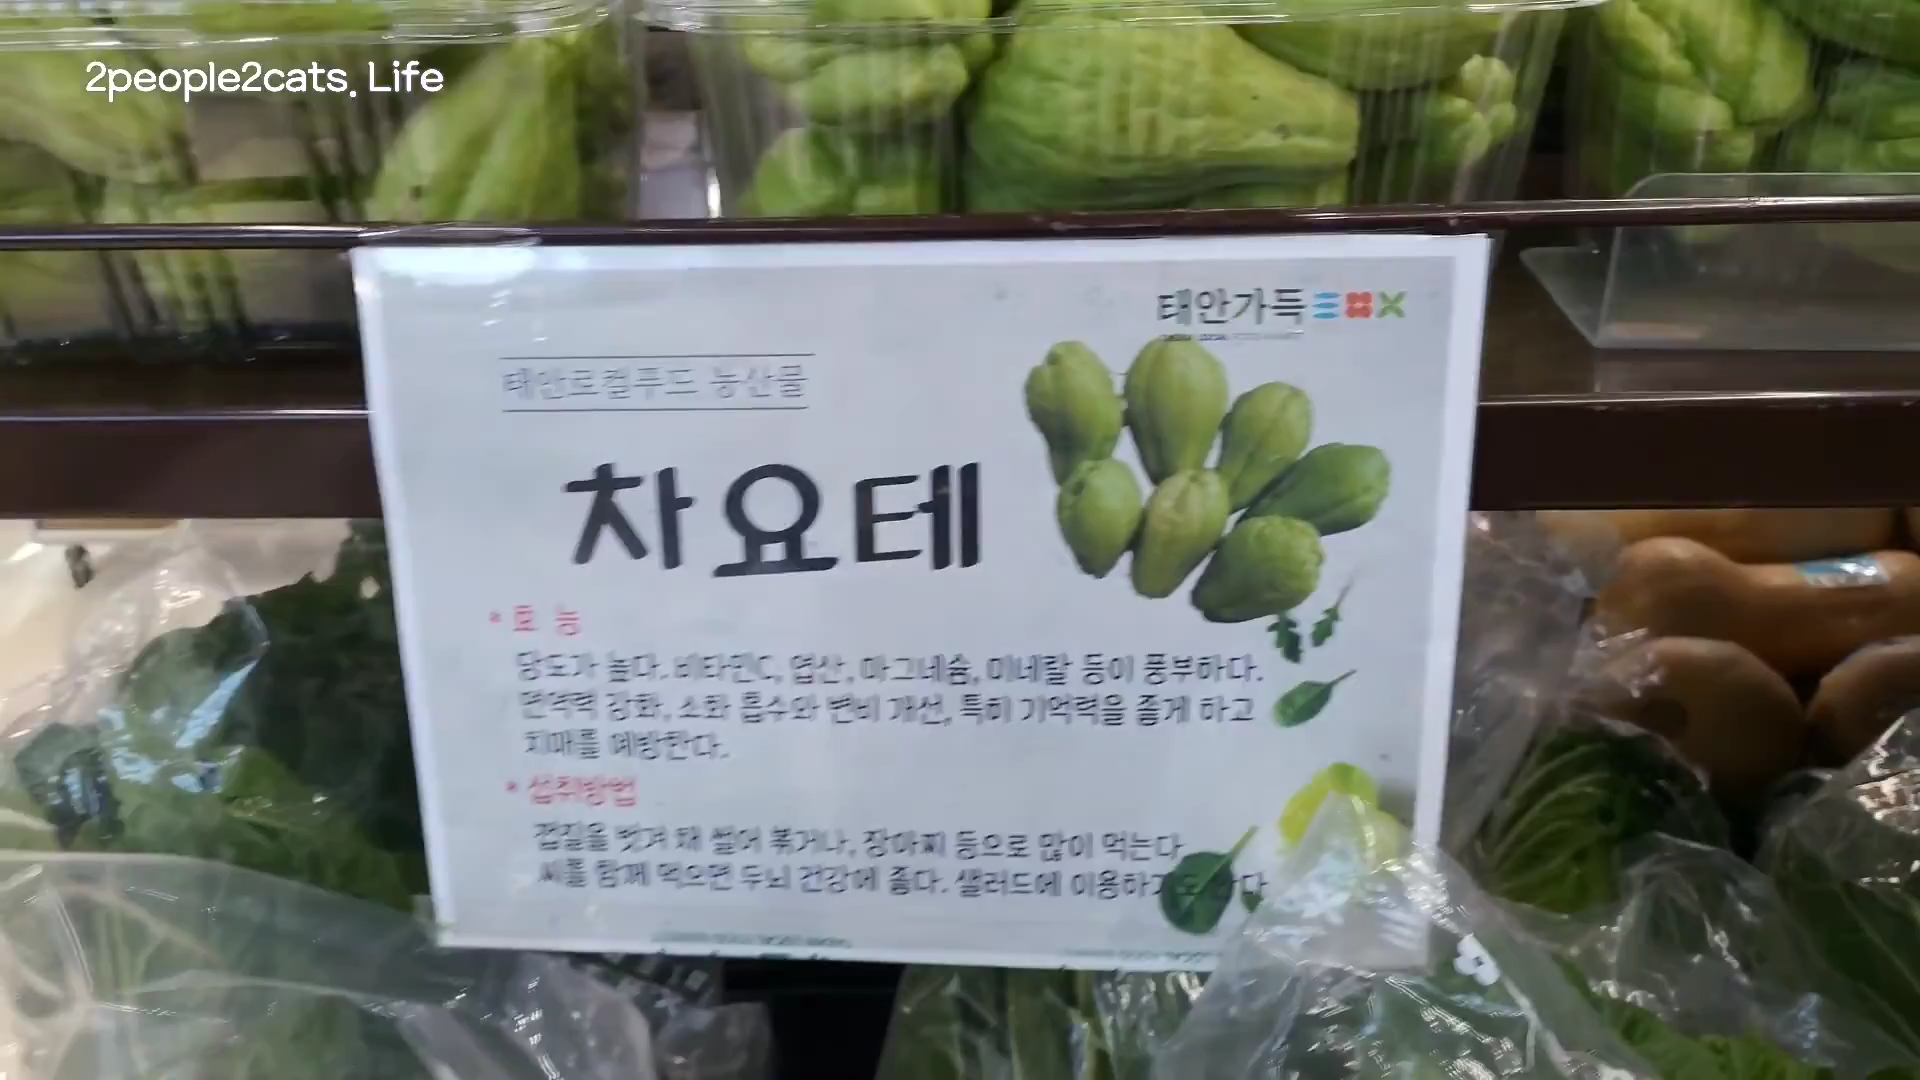 2people2cats. Life
태안가득
태안로컬푸드 농산물
차요테
* 효 능
당도가 높다. 비타민C, 엽산, 마그네슘, 미네랄 등이 풍부하다.
면역력 강화, 소화 흡수와 변비 개선, 특히 기억력을 좋게 하고
치매를 예방한다.
* 섭취방법
껍질을 벗겨 채 썰어 볶거나, 장아찌 등으로 많이 먹는다.
씨를 함께 먹으면 두뇌 건강에 좋다. 샐러드에 이용하기도 한다